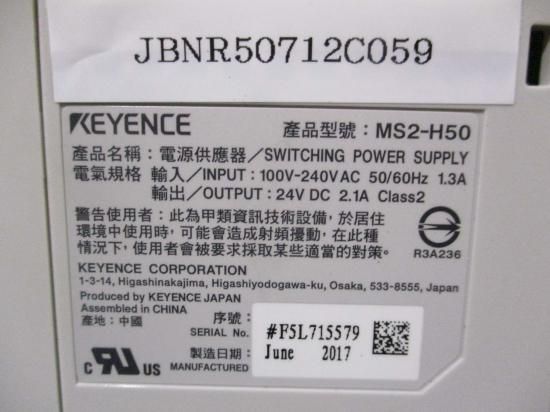 JBNR50712C059
KEYENCE 產品型號：MS2-H50
產品名稱：電源供應器／SWITCHING POWER SUPPLY
電氣規格 輸入／INPUT：100V-240V AC 50/60Hz 1.3A
輸出／OUTPUT：24V DC 2.1A Class2
警告使用者：此為甲類資訊技術設備，於居住
環境中使用時，可能會造成射頻擾動，在此種
情況下，使用者會被要求採取某些適當的對策。
R3A236
KEYENCE CORPORATION
1-3-14, Higashinakajima, Higashiyodogawa-ku, Osaka, 533-8555, Japan
Produced by KEYENCE JAPAN
Assembled in CHINA
產地：中國
序號：
SERIAL No.
#F5L715579
製造日期：
MANUFACTURED
June 2017
c RU US